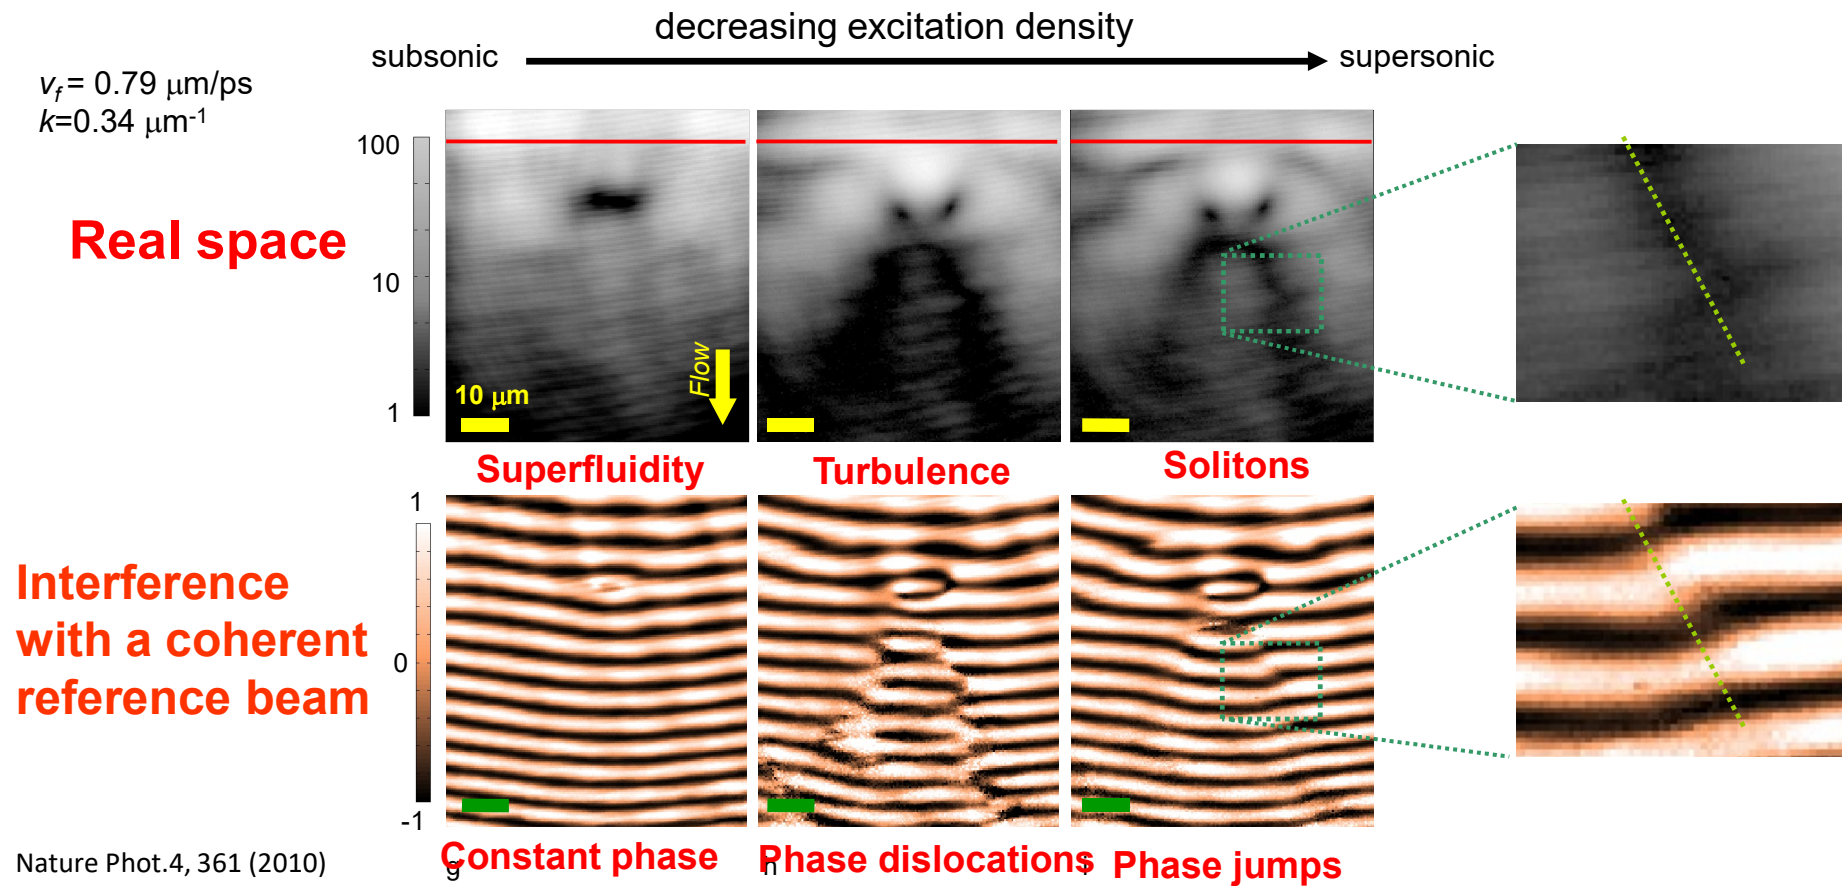 decreasing excitation density
subsonic
supersonic
v_f = 0.79 μm/ps
k=0.34 μm⁻¹
100
10
1
Real space
10 μm
Flow
Superfluidity
Turbulence
Solitons
1
0
-1
Interference
with a coherent
reference beam
g
Constant phase
h
Phase dislocations
i
Phase jumps
Nature Phot.4, 361 (2010)